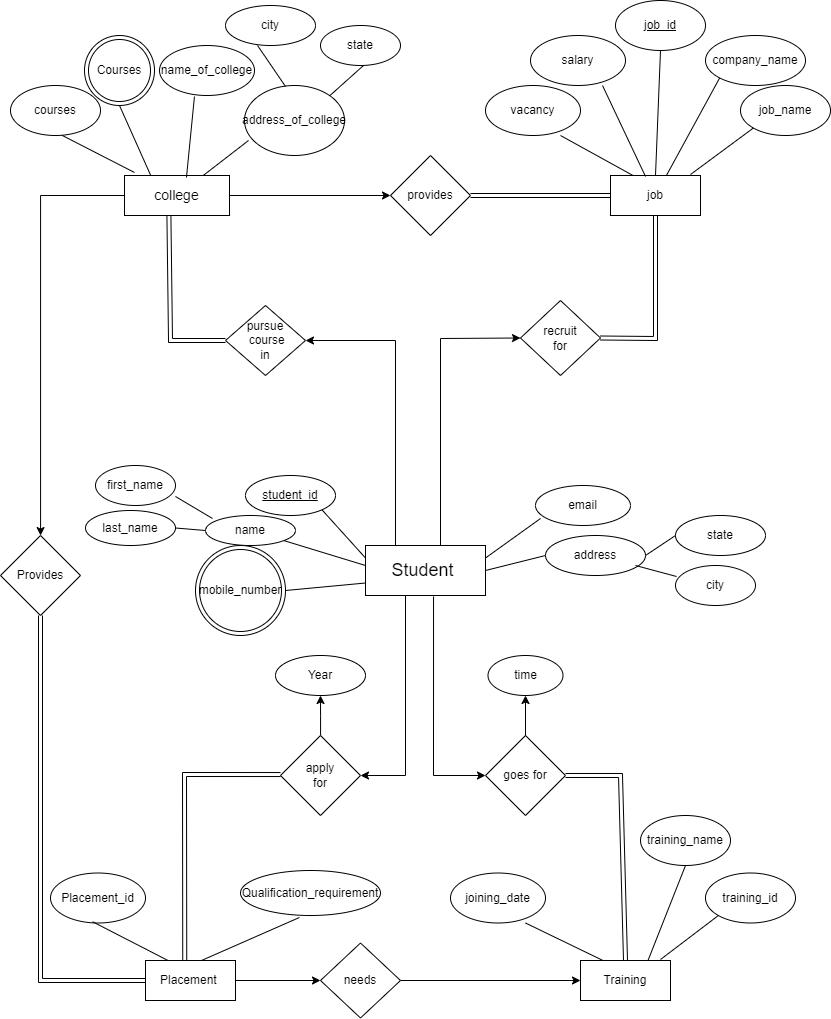 city
job_id
state
Courses
name_of_college
salary
company_name
courses
address_of_college
vacancy
job_name
college
provides
job
pursue
course
in
recruit
for
first_name
student_id
email
last_name
name
state
address
Student
Provides
mobile_number
city
Year
time
apply
for
goes for
training_name
Placement_id
Qualification_requirement
joining_date
training_id
Placement
needs
Training